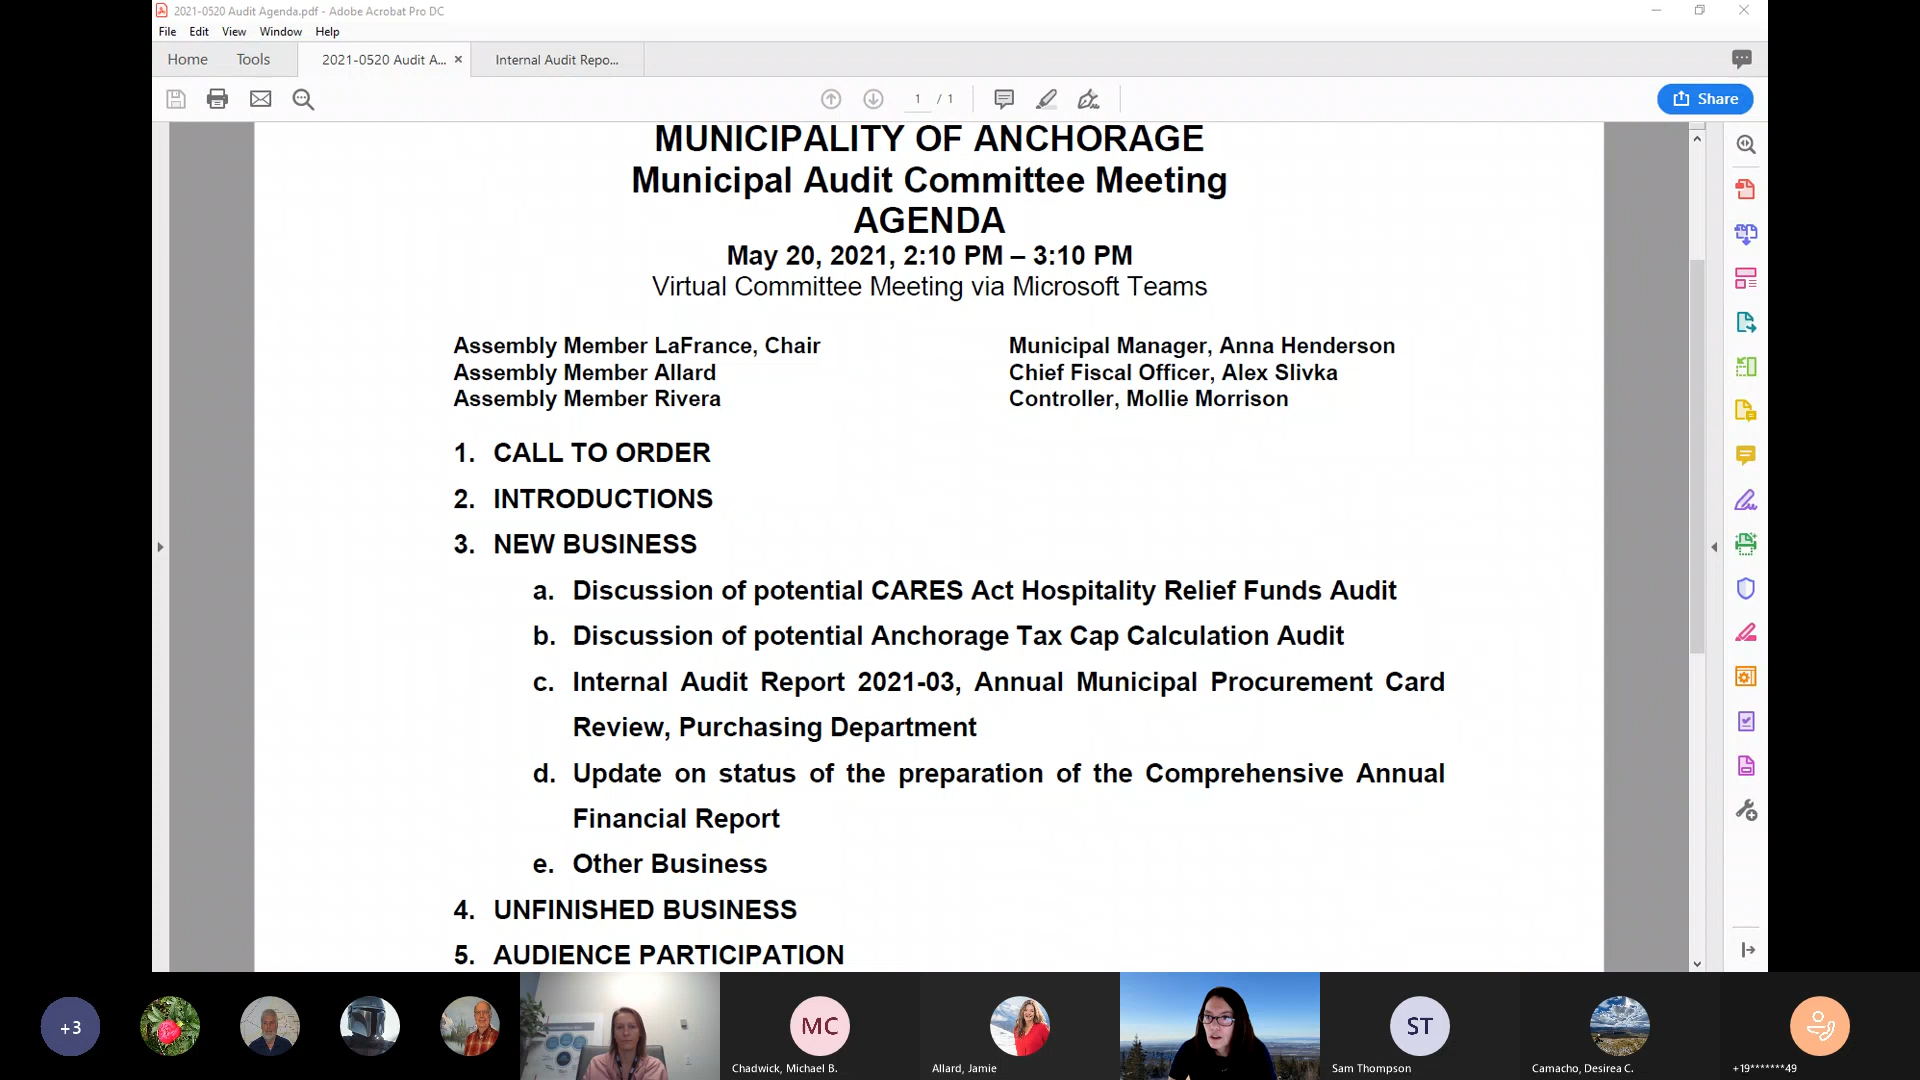 2021-0520 Audit Agenda.pdf - Adobe Acrobat Pro DC
File Edit View Window Help
Home Tools 2021-0520 Audit A... × Internal Audit Repo...
1 / 1 Share
MUNICIPALITY OF ANCHORAGE
Municipal Audit Committee Meeting
AGENDA
May 20, 2021, 2:10 PM – 3:10 PM
Virtual Committee Meeting via Microsoft Teams
Assembly Member LaFrance, Chair Municipal Manager, Anna Henderson
Assembly Member Allard Chief Fiscal Officer, Alex Slivka
Assembly Member Rivera Controller, Mollie Morrison
1. CALL TO ORDER
2. INTRODUCTIONS
3. NEW BUSINESS
a. Discussion of potential CARES Act Hospitality Relief Funds Audit
b. Discussion of potential Anchorage Tax Cap Calculation Audit
c. Internal Audit Report 2021-03, Annual Municipal Procurement Card
Review, Purchasing Department
d. Update on status of the preparation of the Comprehensive Annual
Financial Report
e. Other Business
4. UNFINISHED BUSINESS
5. AUDIENCE PARTICIPATION
+3 MC ST
Chadwick, Michael B. Allard, Jamie Sam Thompson Camacho, Desirea C. +19*******49